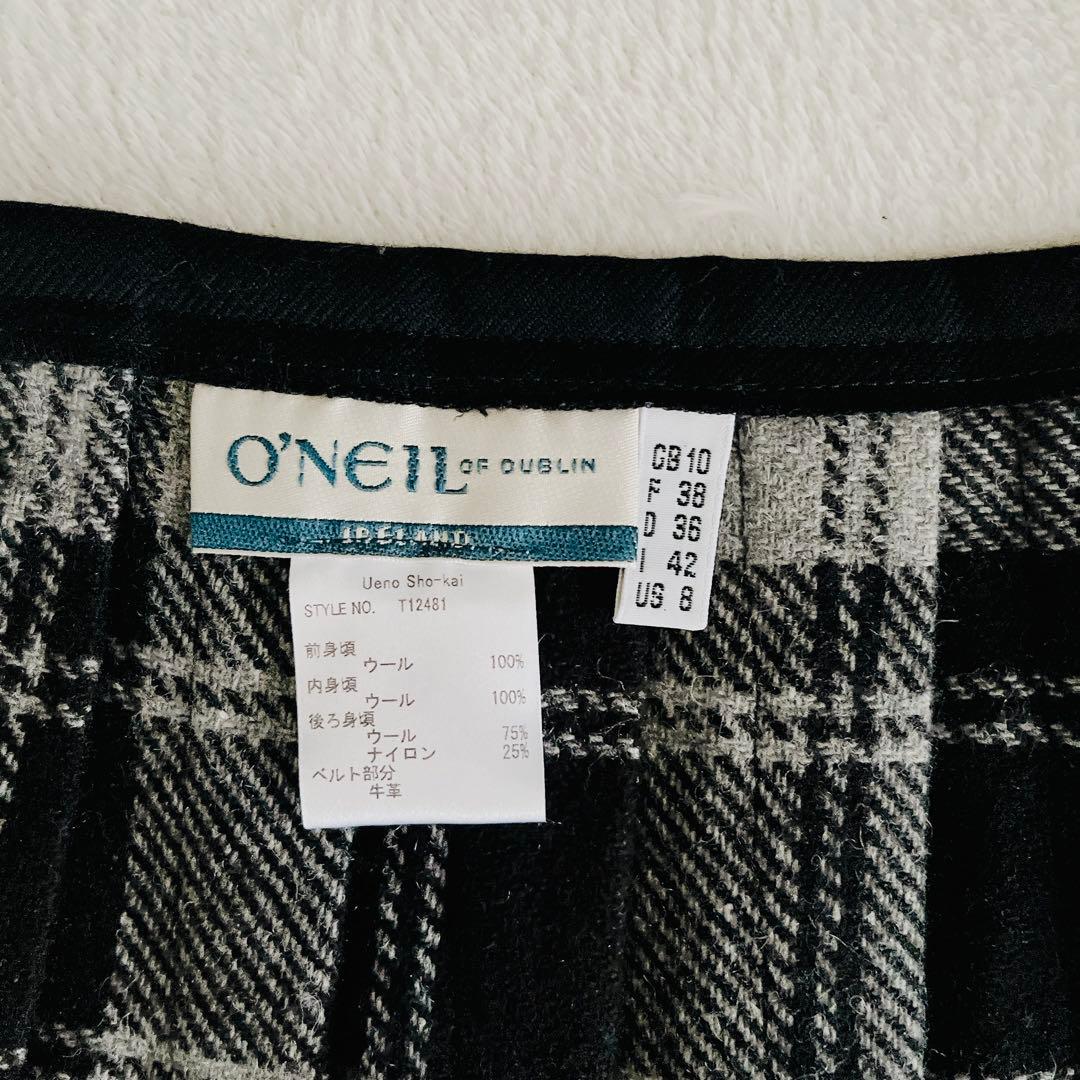 O'NEIL OF DUBLIN
IRELAND
GB 10
F 38
D 36
I 42
US 8
Ueno Sho-kai
STYLE NO. T12481
前身頃
ウール 100%
内身頃
ウール 100%
後ろ身頃
ウール 75%
ナイロン 25%
ベルト部分
牛革